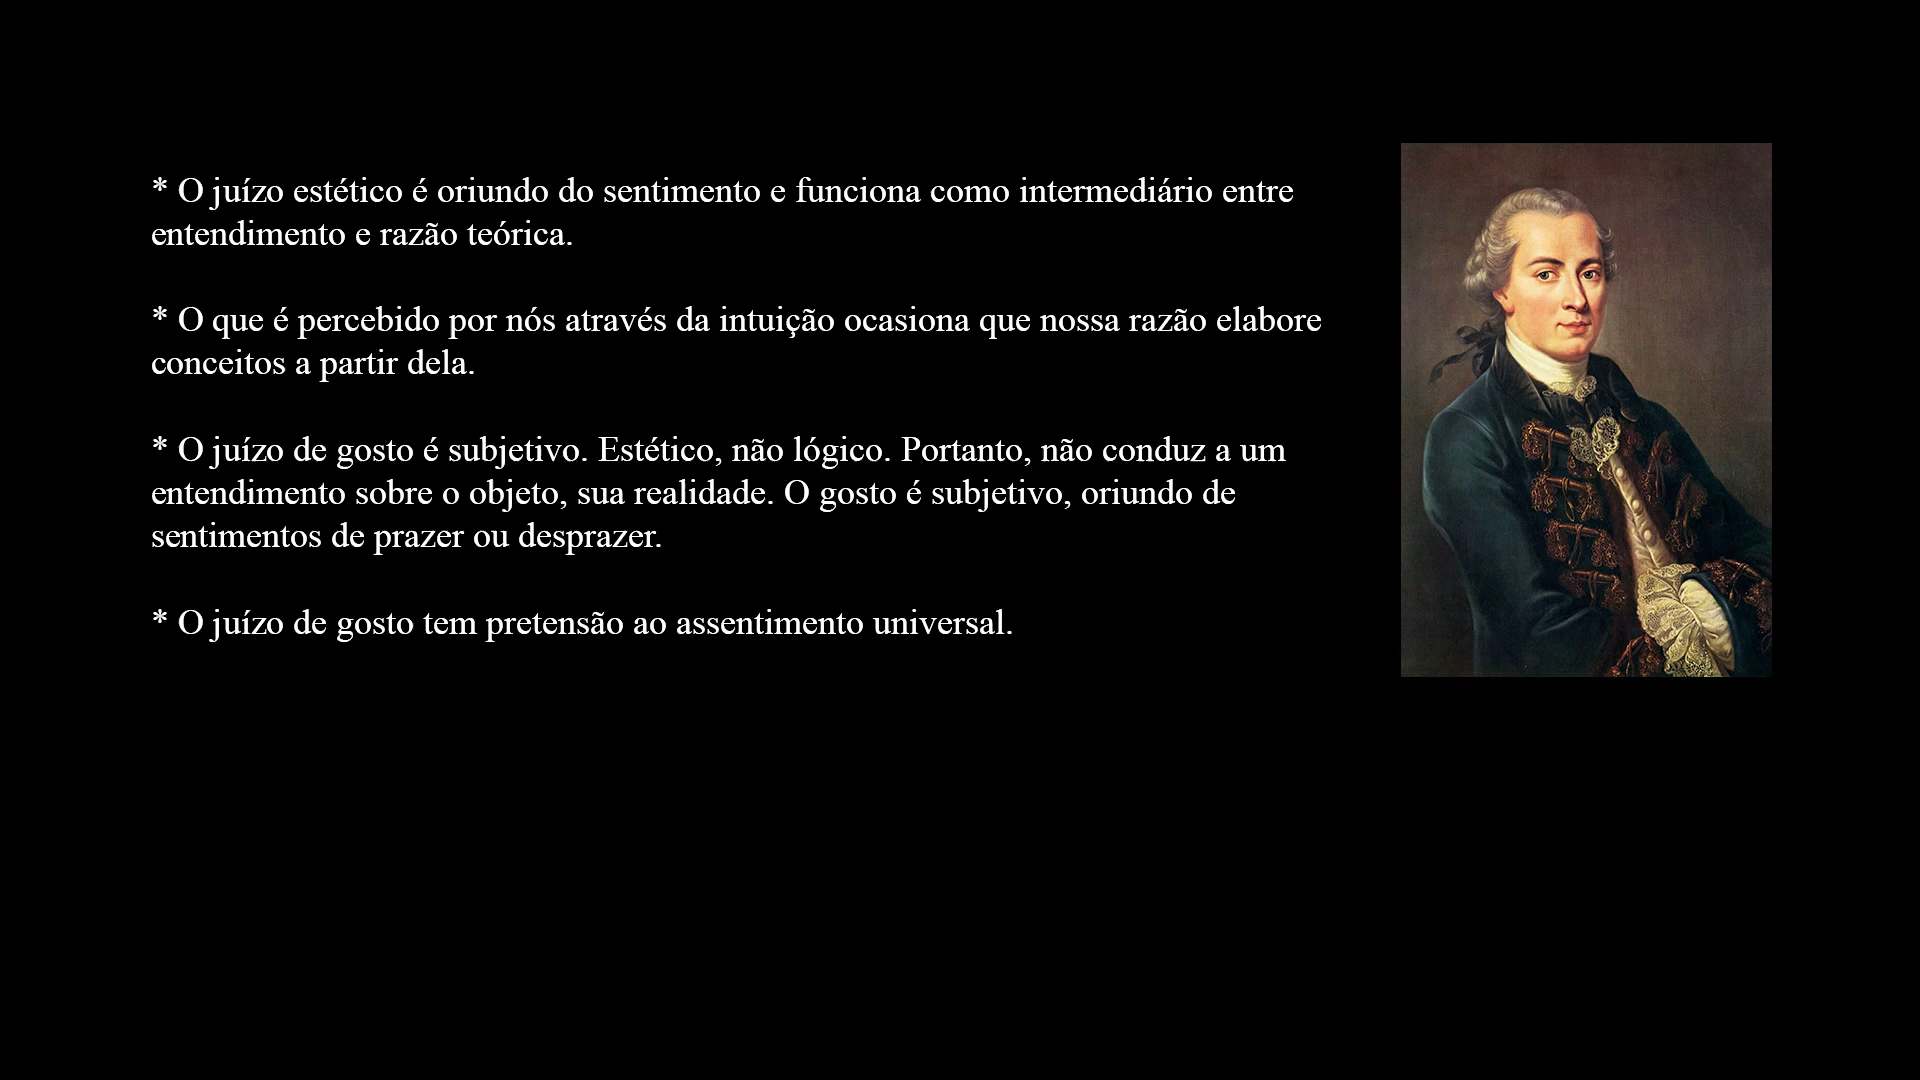 * O juízo estético é oriundo do sentimento e funciona como intermediário entre
entendimento e razão teórica.
* O que é percebido por nós através da intuição ocasiona que nossa razão elabore
conceitos a partir dela.
* O juízo de gosto é subjetivo. Estético, não lógico. Portanto, não conduz a um
entendimento sobre o objeto, sua realidade. O gosto é subjetivo, oriundo de
sentimentos de prazer ou desprazer.
* O juízo de gosto tem pretensão ao assentimento universal.